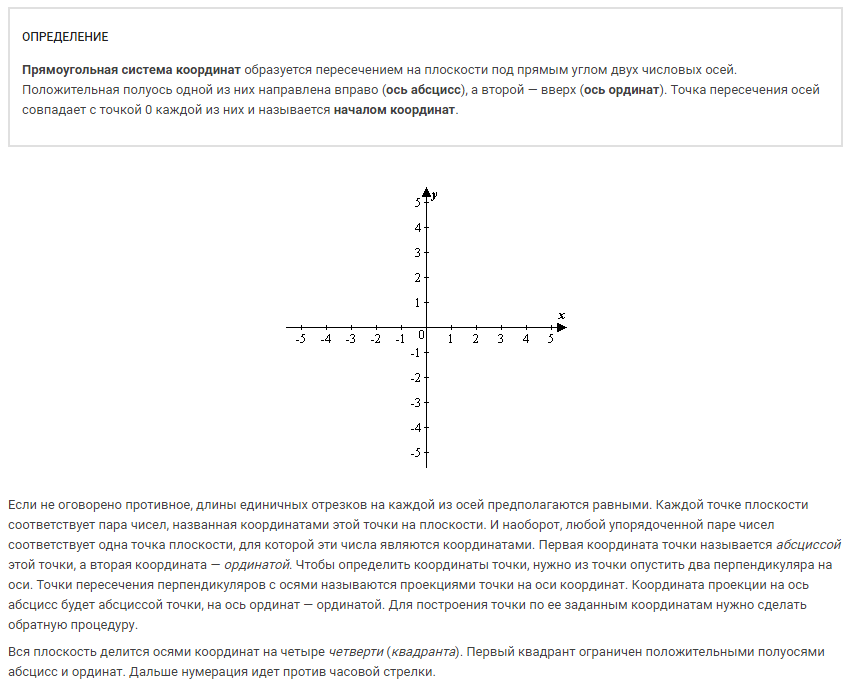 ОПРЕДЕЛЕНИЕ
Прямоугольная система координат образуется пересечением на плоскости под прямым углом двух числовых осей.
Положительная полуось одной из них направлена вправо (ось абсцисс), а второй — вверх (ось ординат). Точка пересечения осей
совпадает с точкой 0 каждой из них и называется началом координат.
y
5
4
3
2
1
x
-5 -4 -3 -2 -1 0 1 2 3 4 5
-1
-2
-3
-4
-5
Если не оговорено противное, длины единичных отрезков на каждой из осей предполагаются равными. Каждой точке плоскости
соответствует пара чисел, названная координатами этой точки на плоскости. И наоборот, любой упорядоченной паре чисел
соответствует одна точка плоскости, для которой эти числа являются координатами. Первая координата точки называется абсциссой
этой точки, а вторая координата — ординатой. Чтобы определить координаты точки, нужно из точки опустить два перпендикуляра на
оси. Точки пересечения перпендикуляров с осями называются проекциями точки на оси координат. Координата проекции на ось
абсцисс будет абсциссой точки, на ось ординат — ординатой. Для построения точки по ее заданным координатам нужно сделать
обратную процедуру.
Вся плоскость делится осями координат на четыре четверти (квадранта). Первый квадрант ограничен положительными полуосями
абсцисс и ординат. Дальше нумерация идет против часовой стрелки.